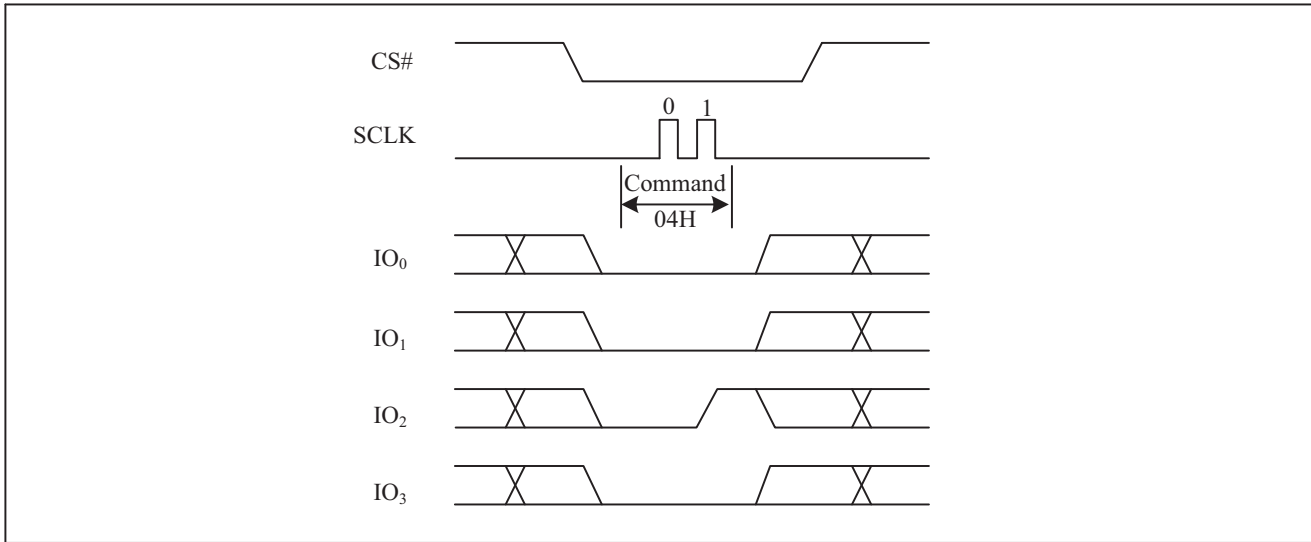 CS#
0 1
SCLK
Command
04H
IO₀
IO₁
IO₂
IO₃